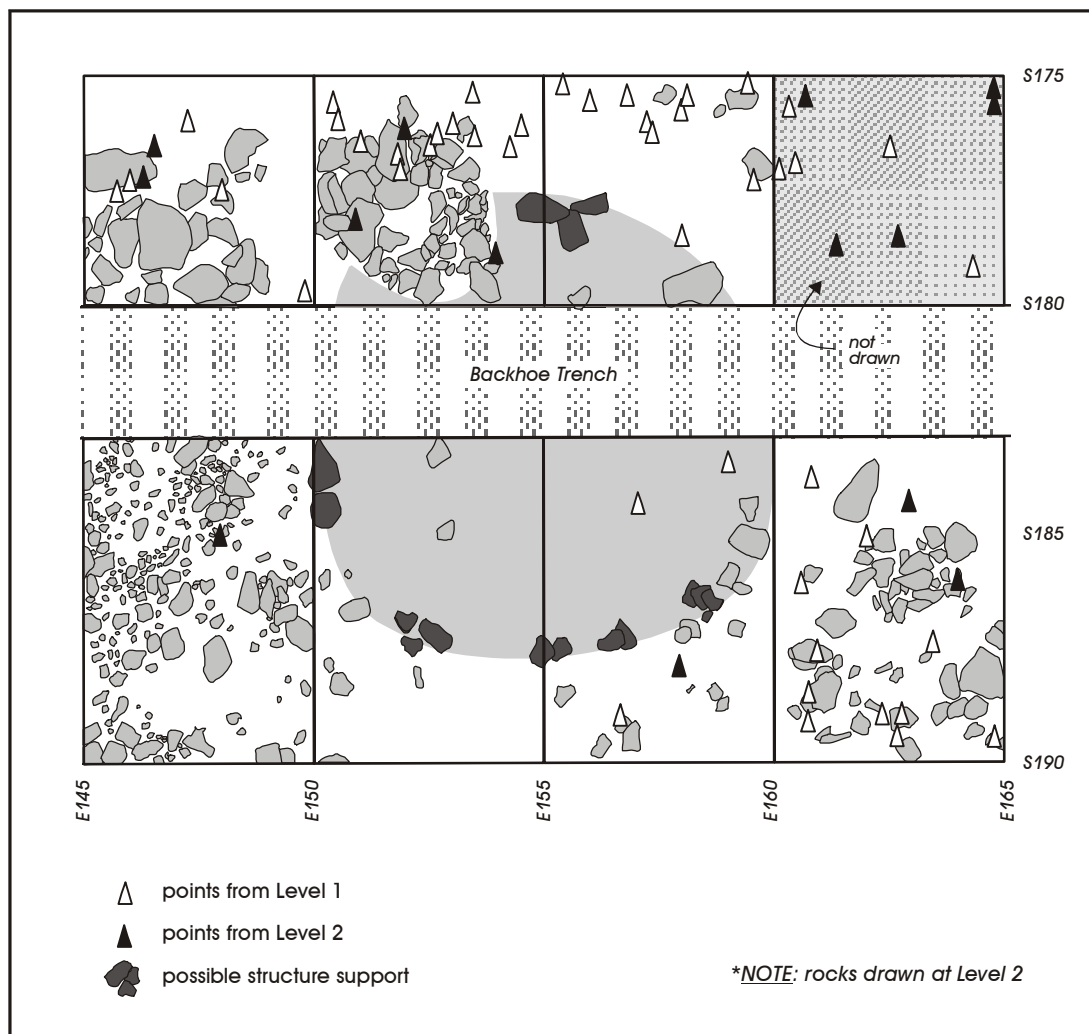 S175
S180
not
drawn
Backhoe Trench
S185
S190
E145
E150
E155
E160
E165
points from Level 1
points from Level 2
possible structure support
*NOTE: rocks drawn at Level 2